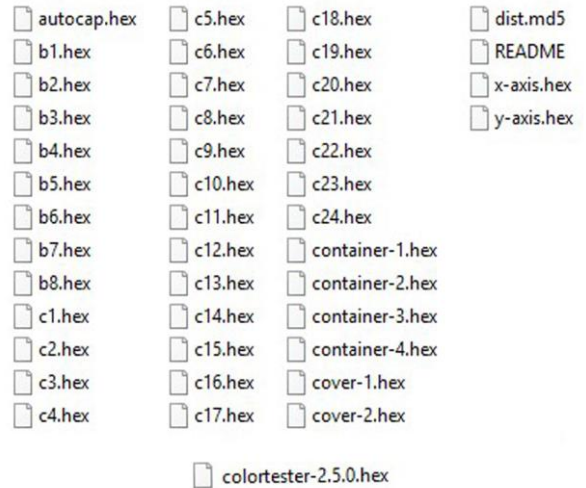 autocap.hex
b1.hex
b2.hex
b3.hex
b4.hex
b5.hex
b6.hex
b7.hex
b8.hex
c1.hex
c2.hex
c3.hex
c4.hex
c5.hex
c6.hex
c7.hex
c8.hex
c9.hex
c10.hex
c11.hex
c12.hex
c13.hex
c14.hex
c15.hex
c16.hex
c17.hex
c18.hex
c19.hex
c20.hex
c21.hex
c22.hex
c23.hex
c24.hex
container-1.hex
container-2.hex
container-3.hex
container-4.hex
cover-1.hex
cover-2.hex
dist.md5
README
x-axis.hex
y-axis.hex
colortester-2.5.0.hex